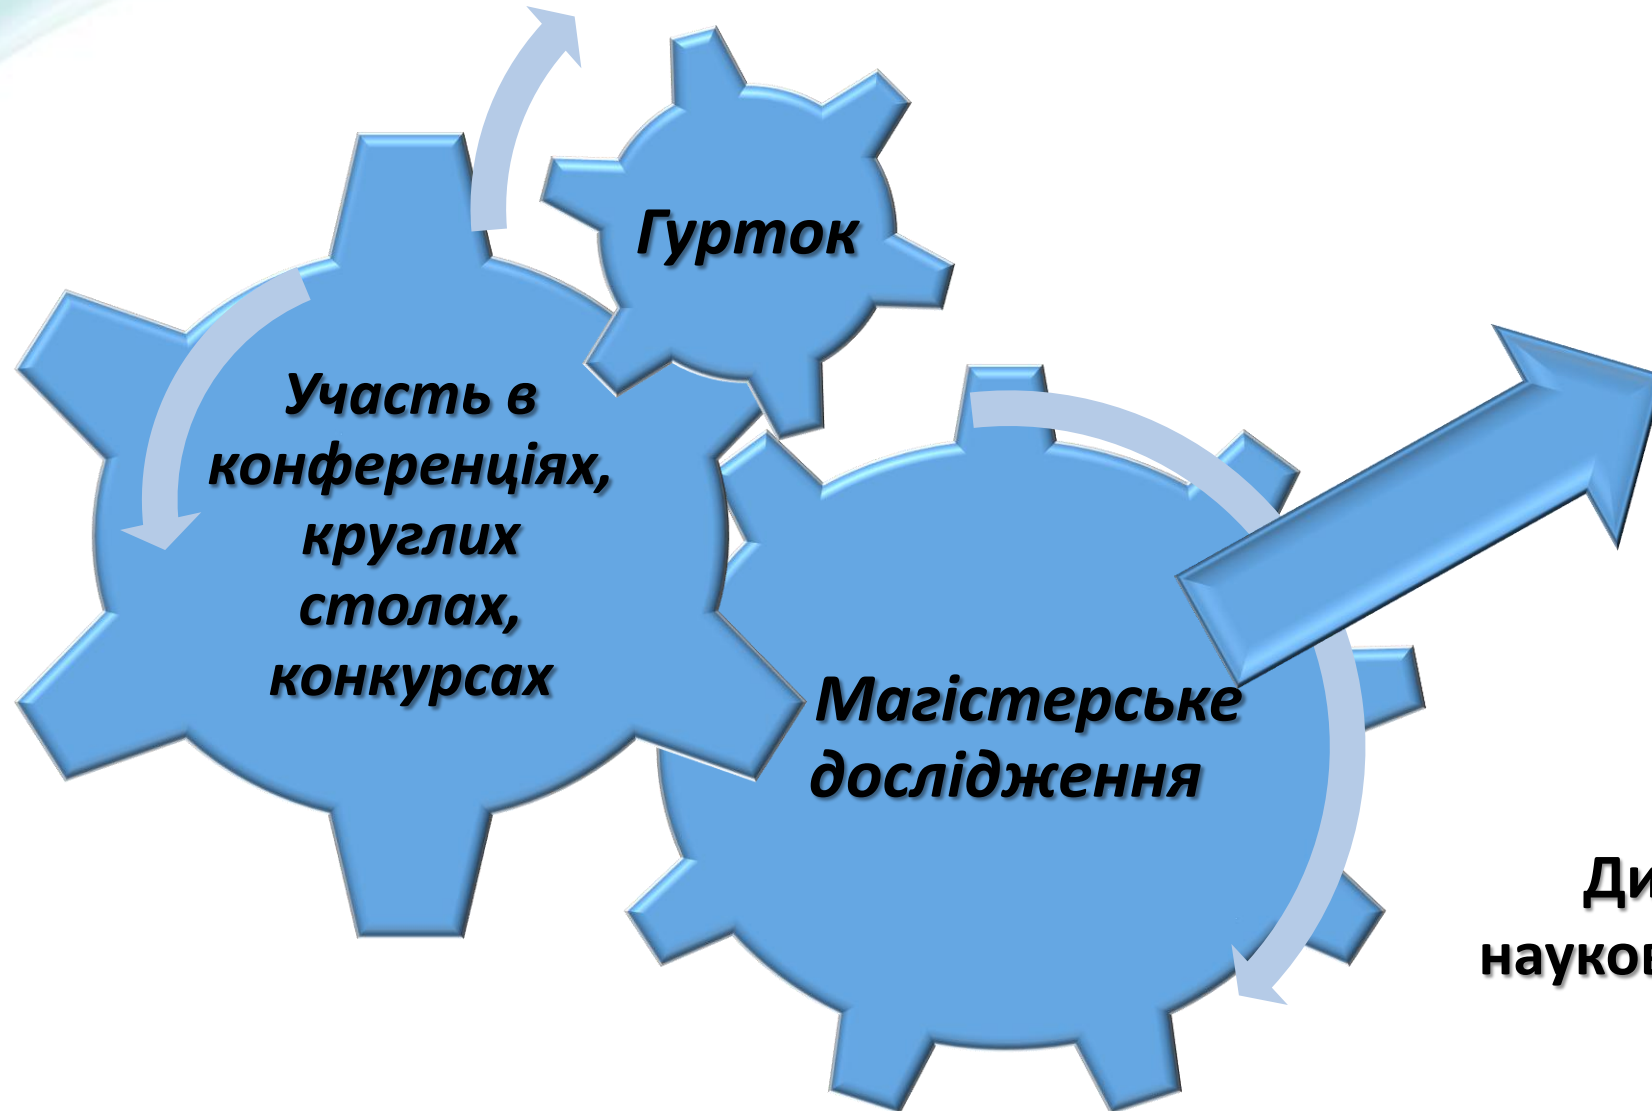 Гурток
Участь в
конференціях,
круглих
столах,
конкурсах
Магістерське
дослідження